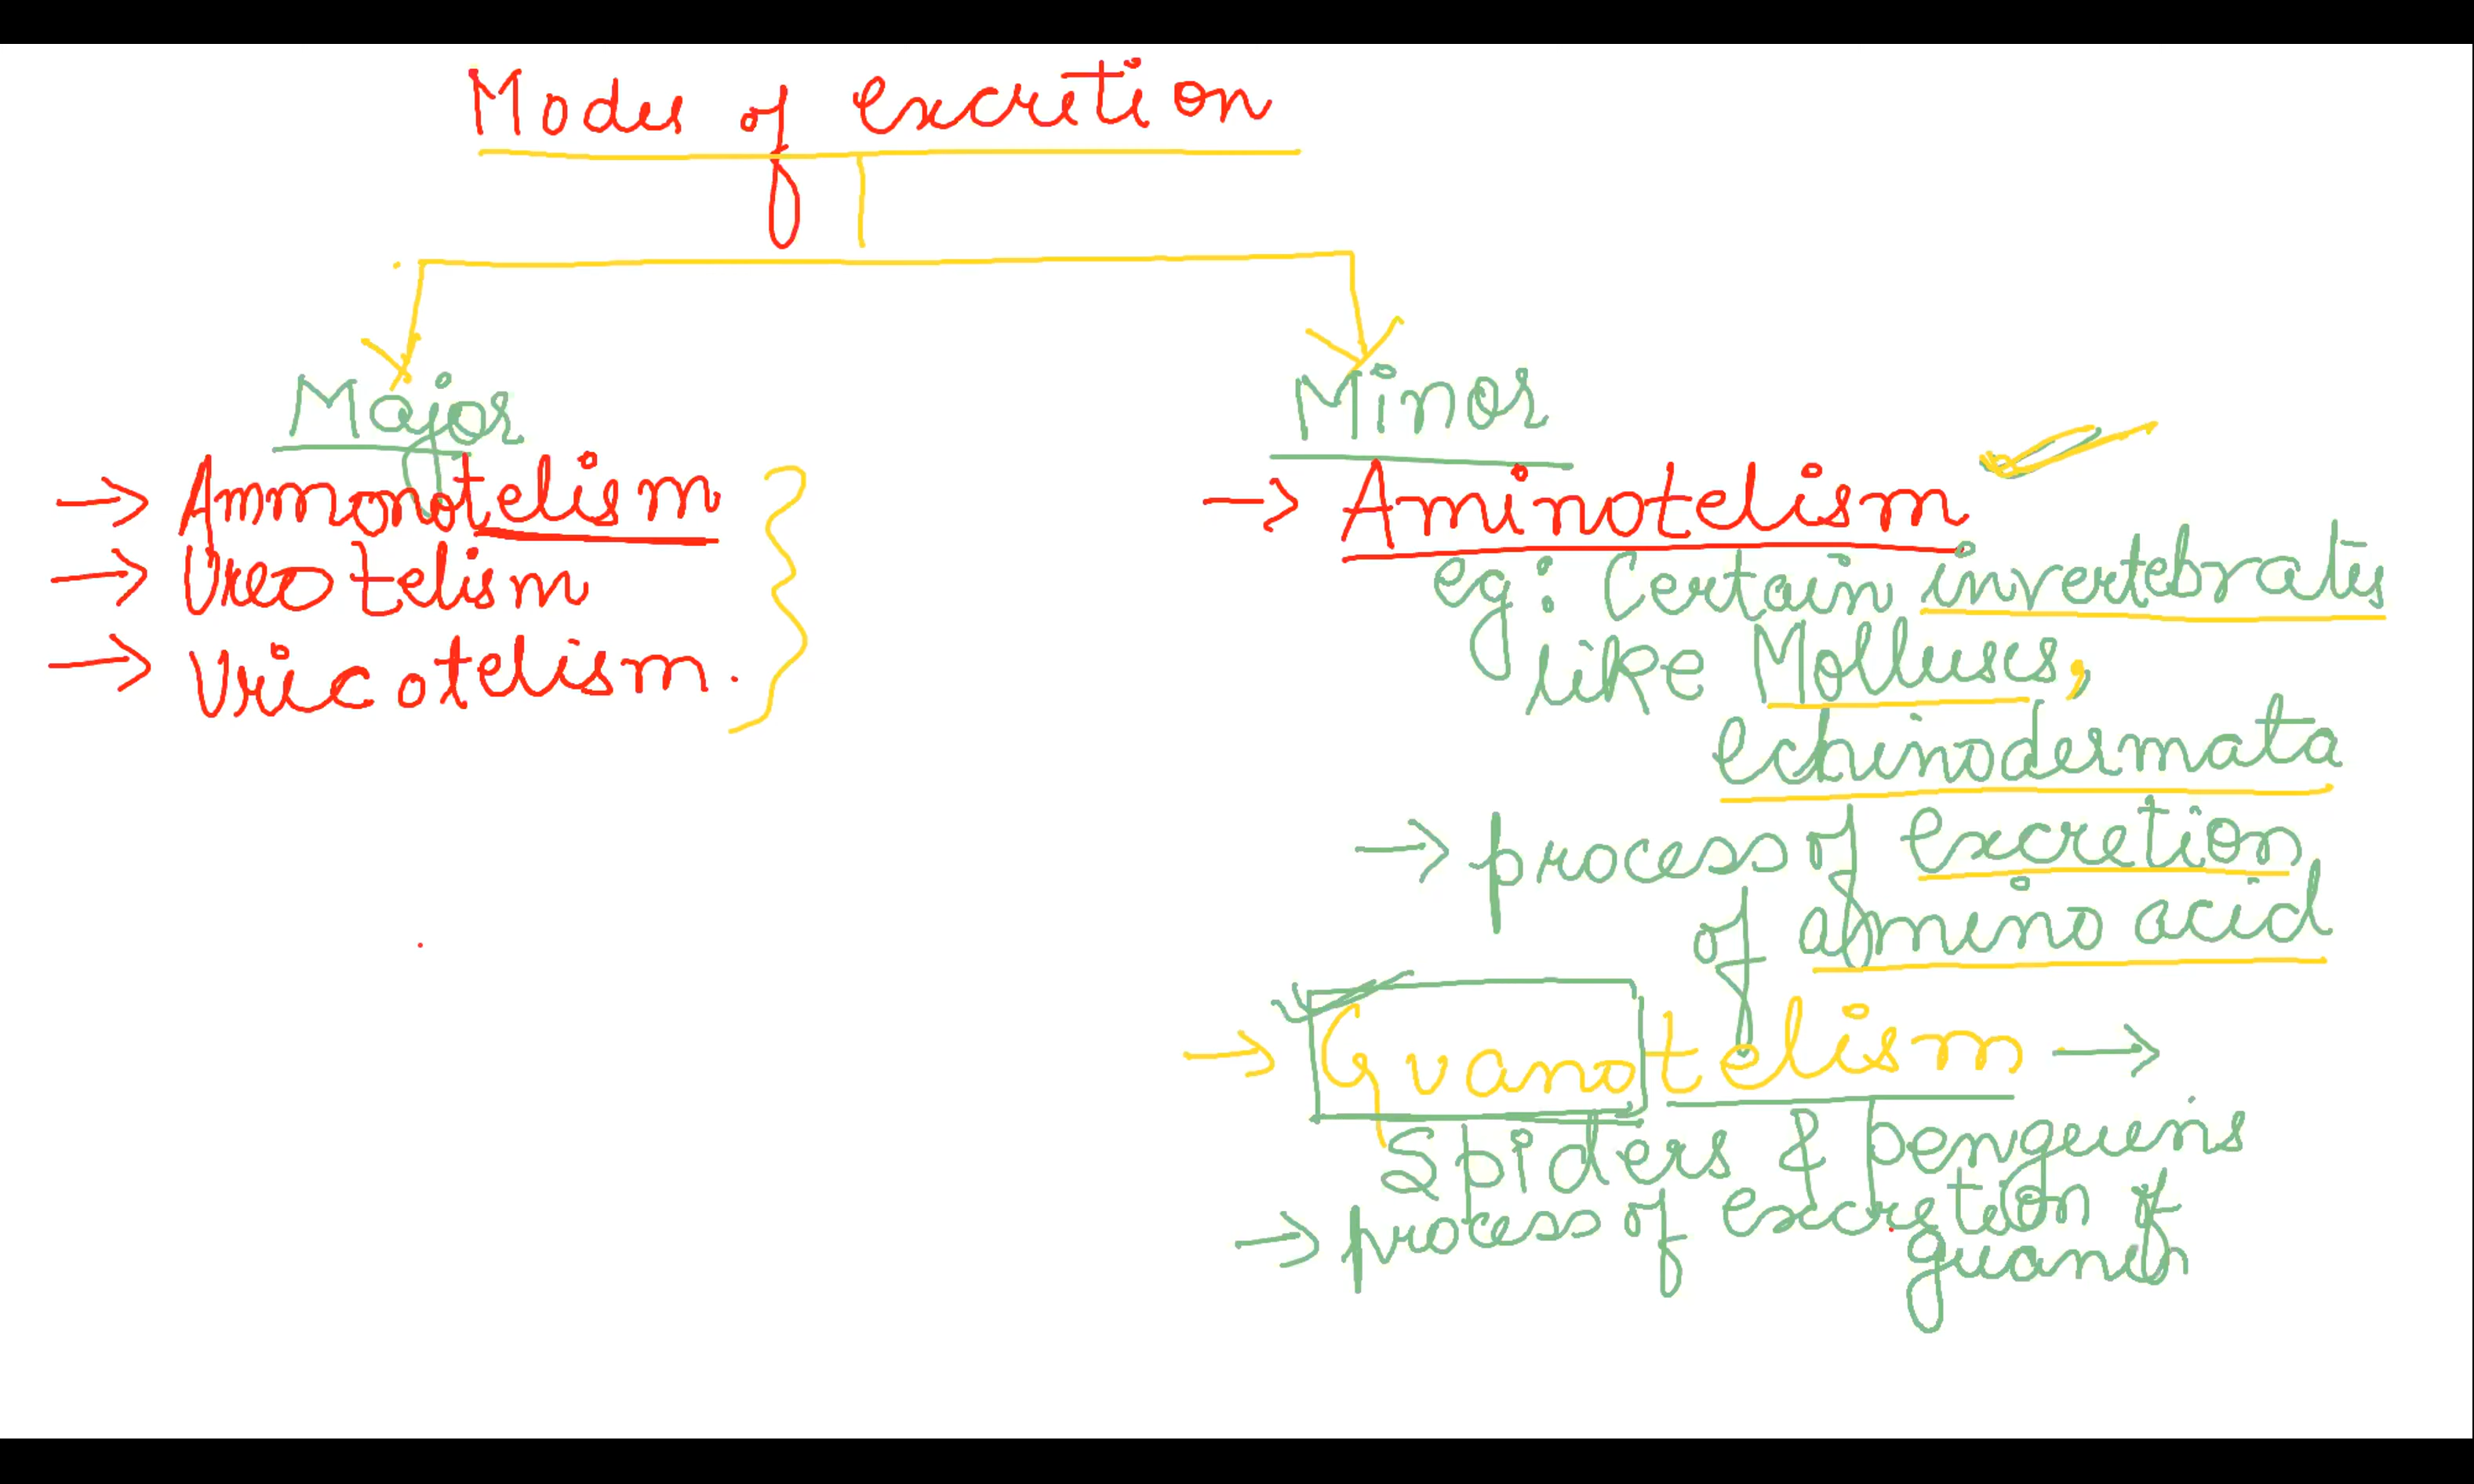 Modes of excretion
Major
→ Ammonotelism
→ Ureotelism
→ Uricotelism.
Minor
→ Aminotelism
eg: Certain invertebrates
like Molluscs,
Echinodermata
→ process of Excretion
of amino acid
→ Guanotelism →
Spiders & penguins
→ process of excretion of
guanin